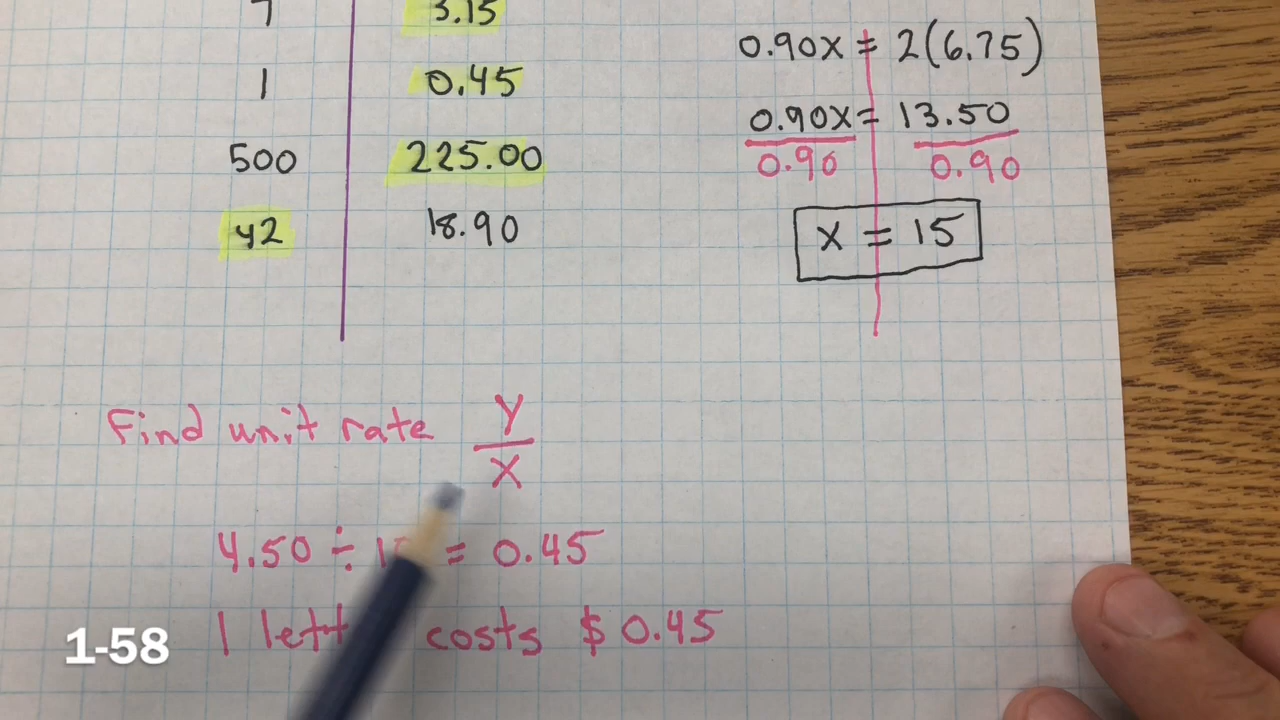 7 3.15
1 0.45
500 225.00
42 18.90
0.90x = 2(6.75)
0.90x = 13.50
0.90 0.90
x = 15
Find unit rate Y
X
4.50 ÷ = 0.45
1 costs $0.45
1-58